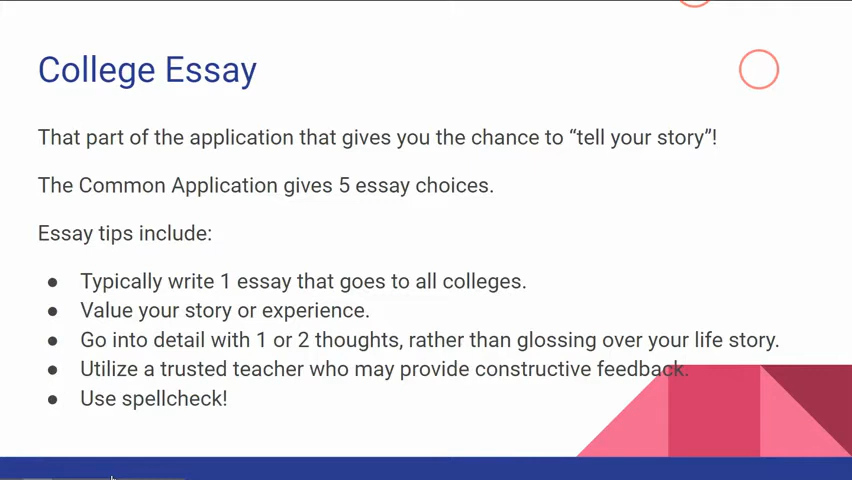 College Essay
That part of the application that gives you the chance to “tell your story”!
The Common Application gives 5 essay choices.
Essay tips include:
● Typically write 1 essay that goes to all colleges.
● Value your story or experience.
● Go into detail with 1 or 2 thoughts, rather than glossing over your life story.
● Utilize a trusted teacher who may provide constructive feedback.
● Use spellcheck!